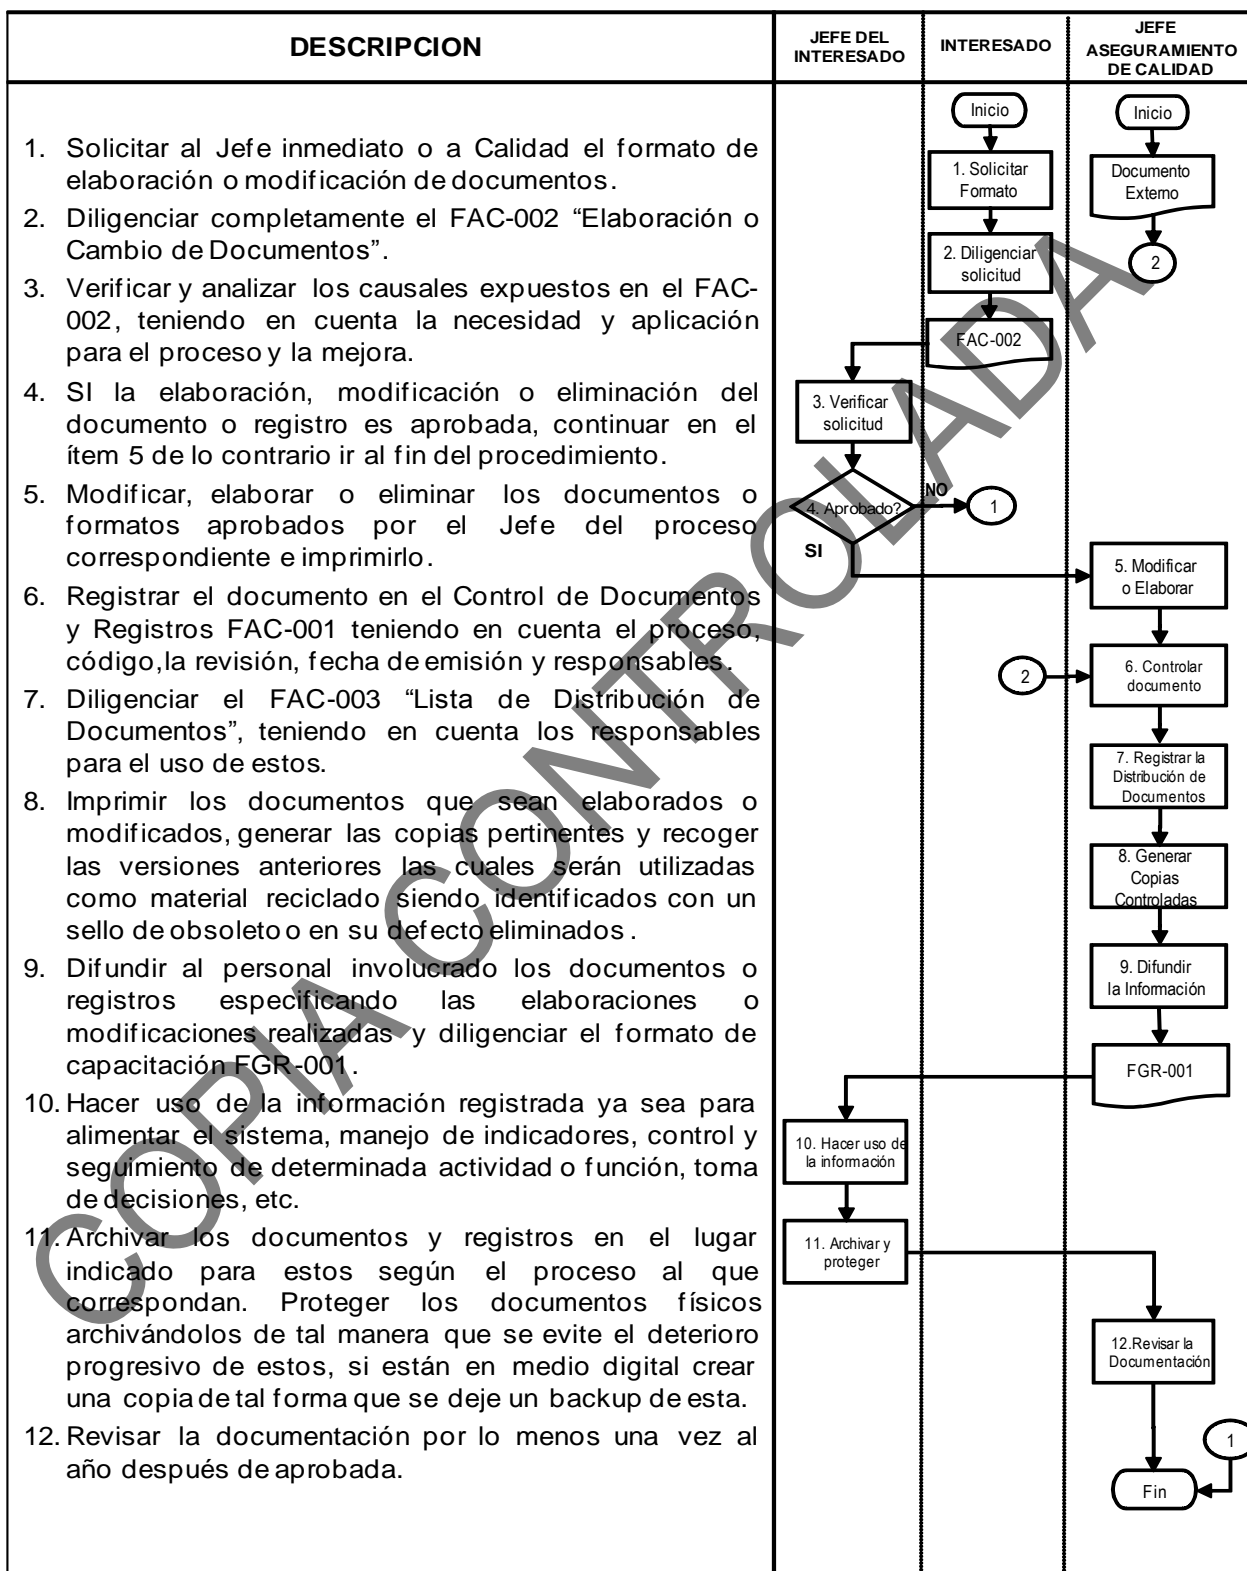 DESCRIPCION
JEFE DEL
INTERESADO
INTERESADO
JEFE
ASEGURAMIENTO
DE CALIDAD
1. Solicitar al Jefe inmediato o a Calidad el formato de
elaboración o modificación de documentos.
2. Diligenciar completamente el FAC-002 “Elaboración o
Cambio de Documentos”.
3. Verificar y analizar los causales expuestos en el FAC-
002, teniendo en cuenta la necesidad y aplicación
para el proceso y la mejora.
4. SI la elaboración, modificación o eliminación del
documento o registro es aprobada, continuar en el
ítem 5 de lo contrario ir al fin del procedimiento.
5. Modificar, elaborar o eliminar los documentos o
formatos aprobados por el Jefe del proceso
correspondiente e imprimirlo.
6. Registrar el documento en el Control de Documentos
y Registros FAC-001 teniendo en cuenta el proceso,
código,la revisión, fecha de emisión y responsables.
7. Diligenciar el FAC-003 “Lista de Distribución de
Documentos”, teniendo en cuenta los responsables
para el uso de estos.
8. Imprimir los documentos que sean elaborados o
modificados, generar las copias pertinentes y recoger
las versiones anteriores las cuales serán utilizadas
como material reciclado siendo identificados con un
sello de obsoleto o en su defecto eliminados .
9. Difundir al personal involucrado los documentos o
registros especificando las elaboraciones o
modificaciones realizadas y diligenciar el formato de
capacitación FGR-001.
10. Hacer uso de la información registrada ya sea para
alimentar el sistema, manejo de indicadores, control y
seguimiento de determinada actividad o función, toma
de decisiones, etc.
11. Archivar los documentos y registros en el lugar
indicado para estos según el proceso al que
correspondan. Proteger los documentos físicos
archivándolos de tal manera que se evite el deterioro
progresivo de estos, si están en medio digital crear
una copia de tal forma que se deje un backup de esta.
12. Revisar la documentación por lo menos una vez al
año después de aprobada.
Inicio
Inicio
1. Solicitar
Formato
Documento
Externo
2. Diligenciar
solicitud
2
FAC-002
3. Verificar
solicitud
4. Aprobado?
NO
1
SI
5. Modificar
o Elaborar
2
6. Controlar
documento
7. Registrar la
Distribución de
Documentos
8. Generar
Copias
Controladas
9. Difundir
la Información
FGR-001
10. Hacer uso de
la información
11. Archivar y
proteger
12.Revisar la
Documentación
1
Fin
COPIA CONTROLADA